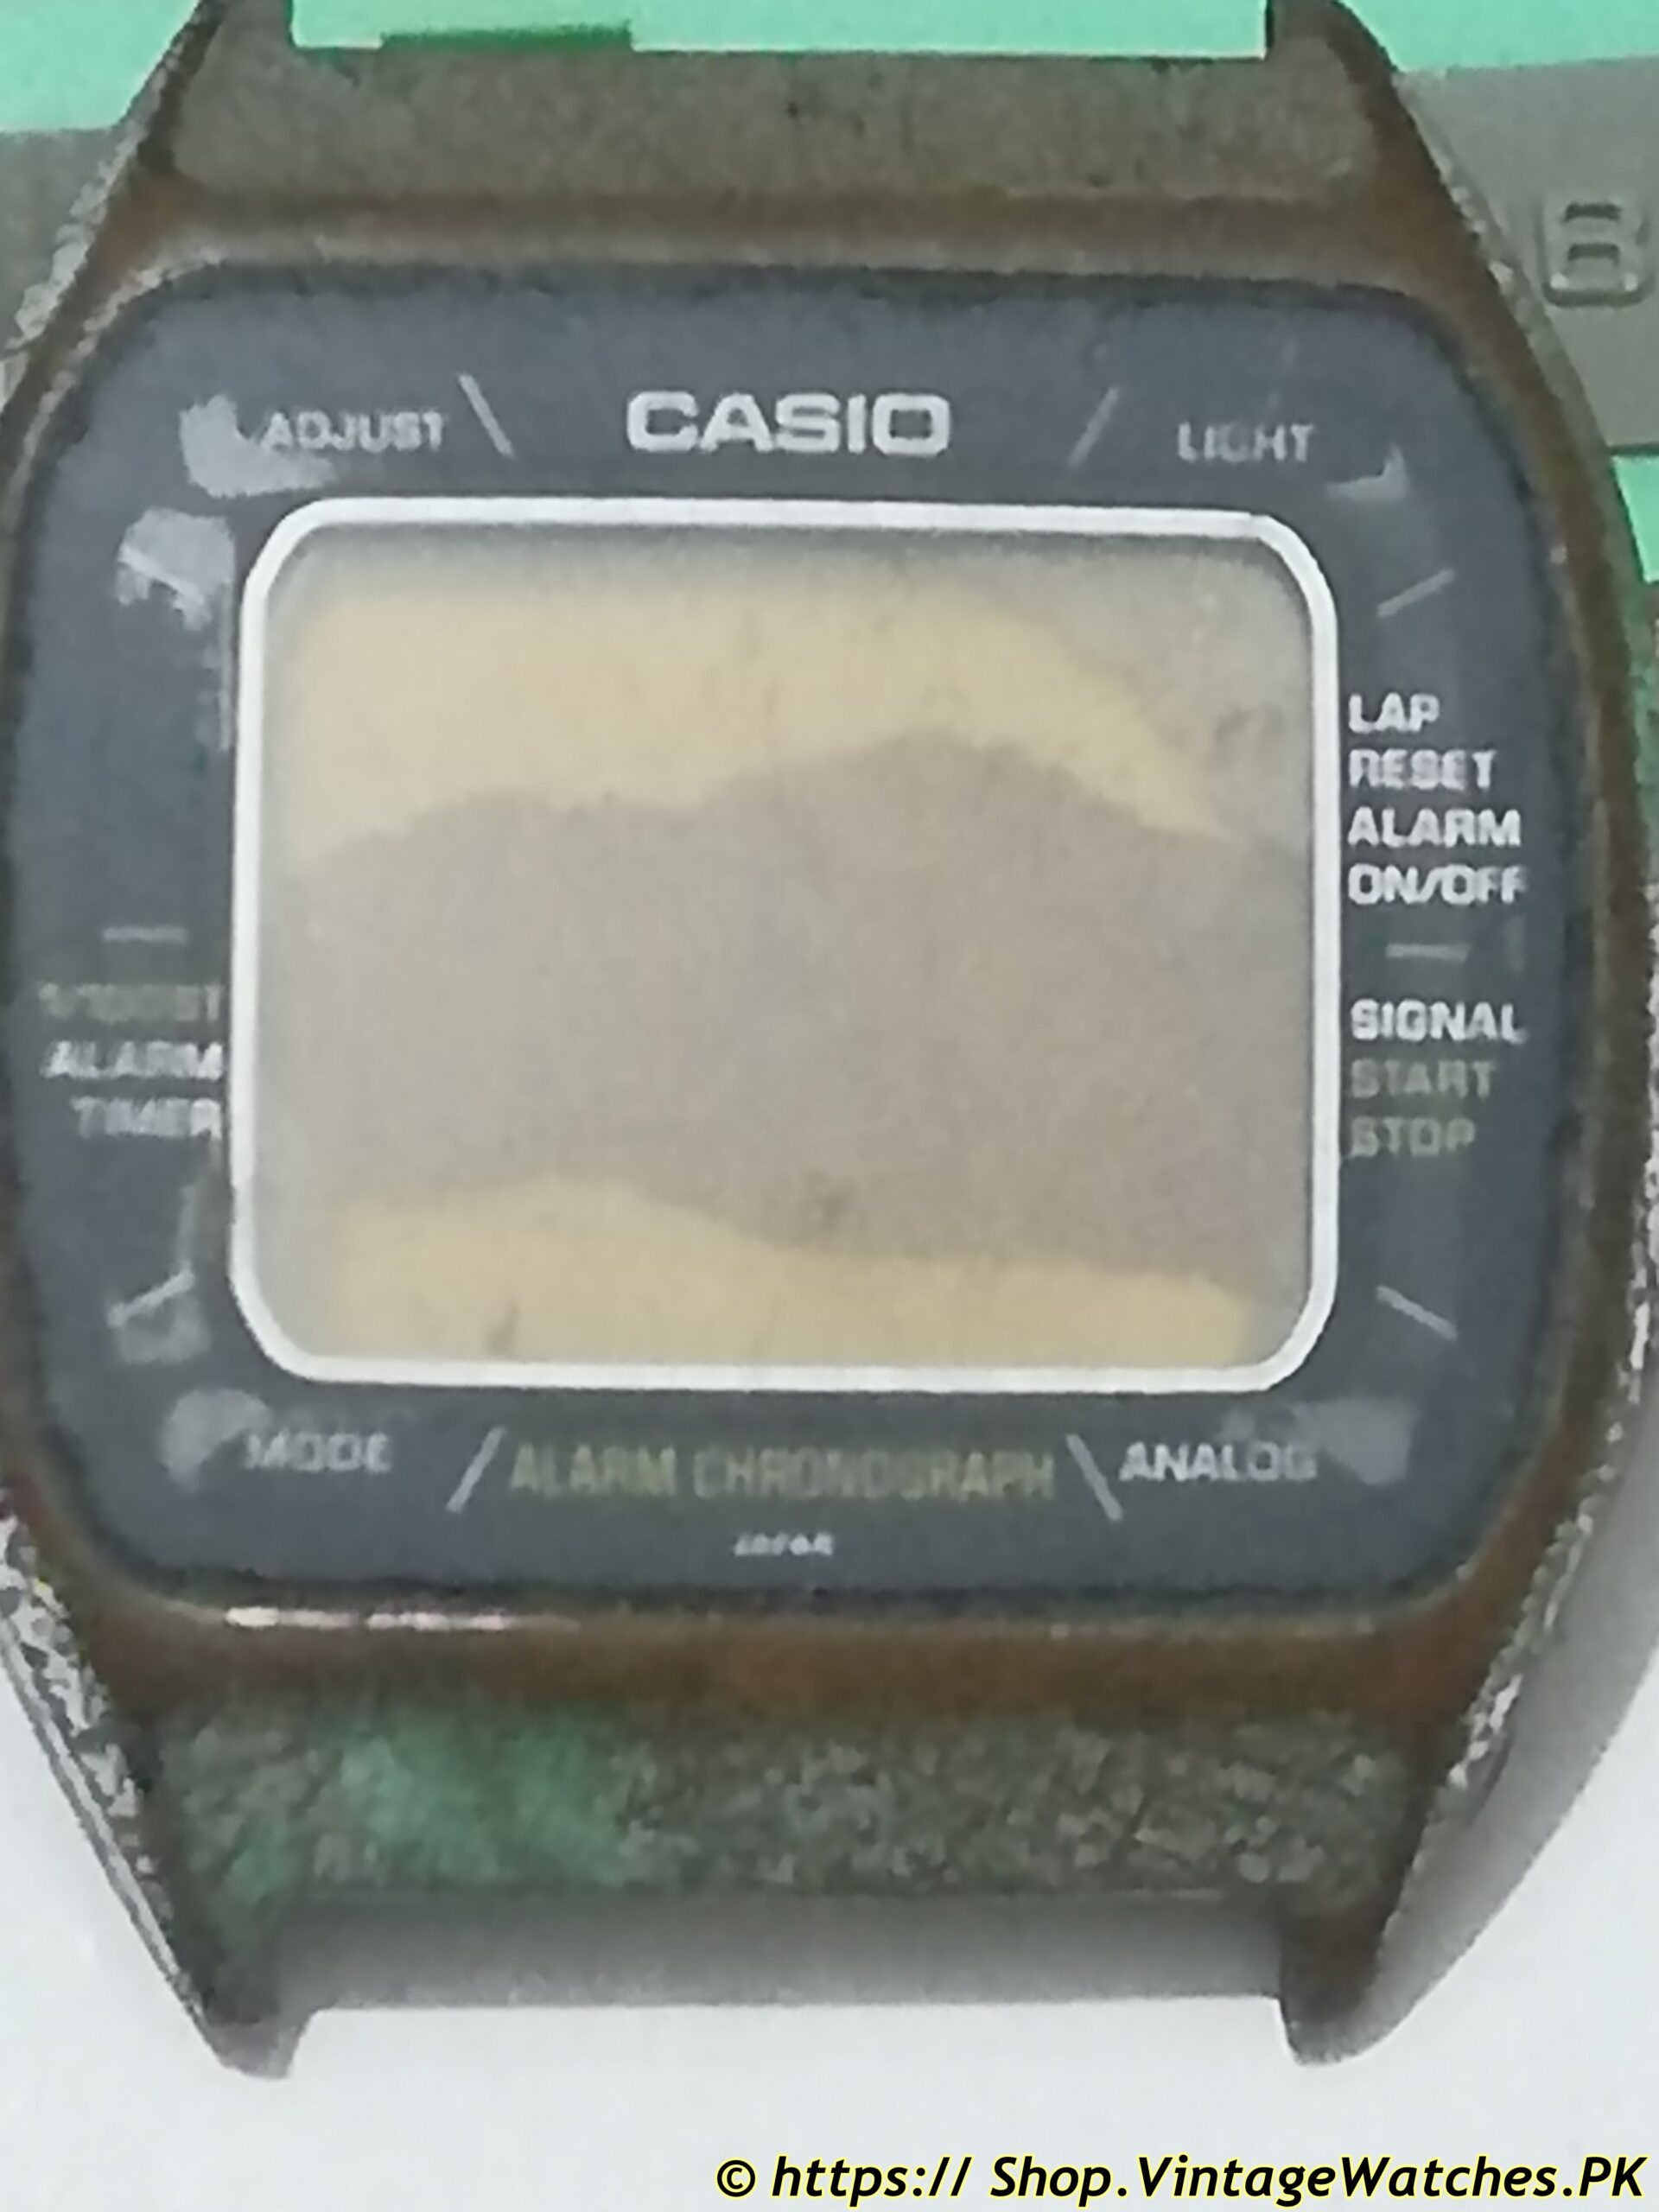 ADJUST
CASIO
LIGHT
LAP
RESET
ALARM
ON/OFF
ALARM
TIMER
SIGNAL
START
STOP
MODE
ALARM CHRONOGRAPH
ANALOG
JAPAN
© https:// Shop.VintageWatches.PK